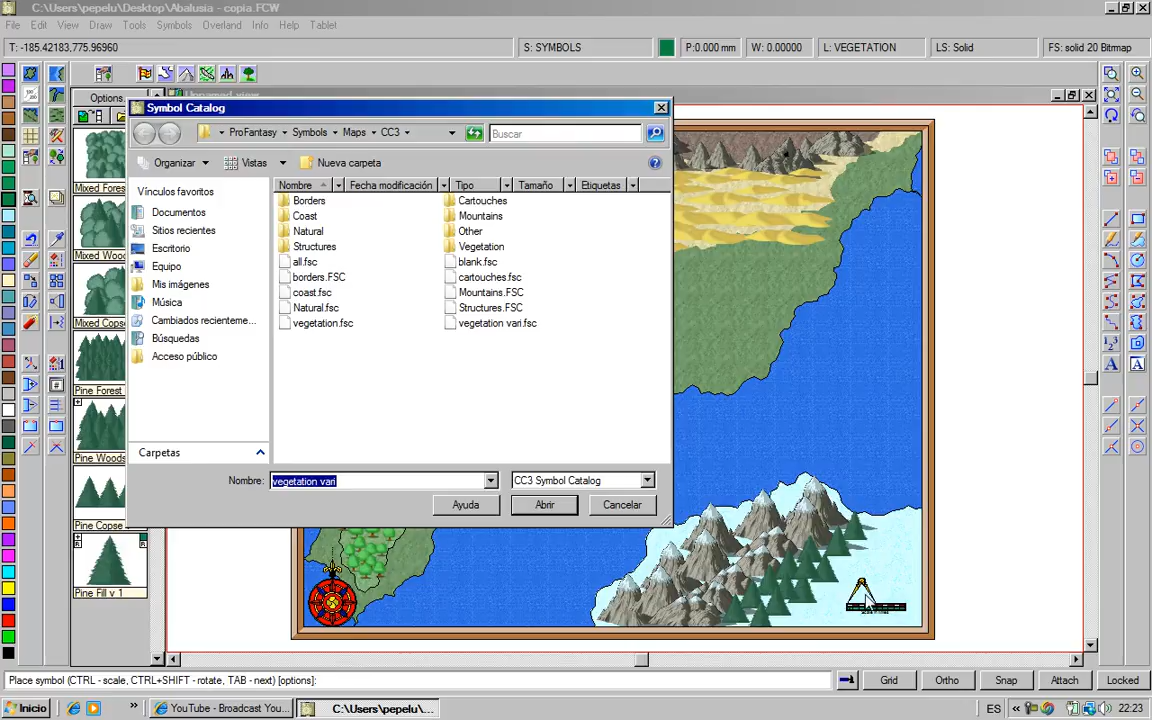 C:\Users\pepelu\Desktop\Abalusia - copia.FCW
File Edit View Draw Tools Symbols Overlay Info Help Tablet
T: -185.42183,775.96960 S: SYMBOLS P:0.000 mm W: 0.00000 L: VEGETATION LS: Solid FS: solid 20 Bitmap
Options.
Symbol Catalog
ProFantasy Symbols Maps CC3 Buscar
Organizar Vistas Nueva carpeta
Vínculos favoritos
Documentos
Sitios recientes
Escritorio
Equipo
Mis imágenes
Música
Cambiados recienteme...
Búsquedas
Acceso público
Carpetas
Nombre Fecha modificación Tipo Tamaño Etiquetas
Borders Cartouches
Coast Mountains
Natural Other
Structures Vegetation
all.fsc blank.fsc
borders.FSC cartouches.fsc
coast.fsc Mountains.FSC
Natural.fsc Structures.FSC
vegetation.fsc vegetation vari.fsc
Nombre: vegetation vari CC3 Symbol Catalog
Ayuda Abrir Cancelar
Mixed Fores
Mixed Woo
Mixed Copse
Pine Forest
Pine Woods
Pine Copse
Pine Fill v 1
Place symbol (CTRL - scale, CTRL+SHIFT - rotate, TAB - next) [options]:
Grid Ortho Snap Attach Locked
Inicio YouTube - Broadcast You... C:\Users\pepelu\... ES 22:23